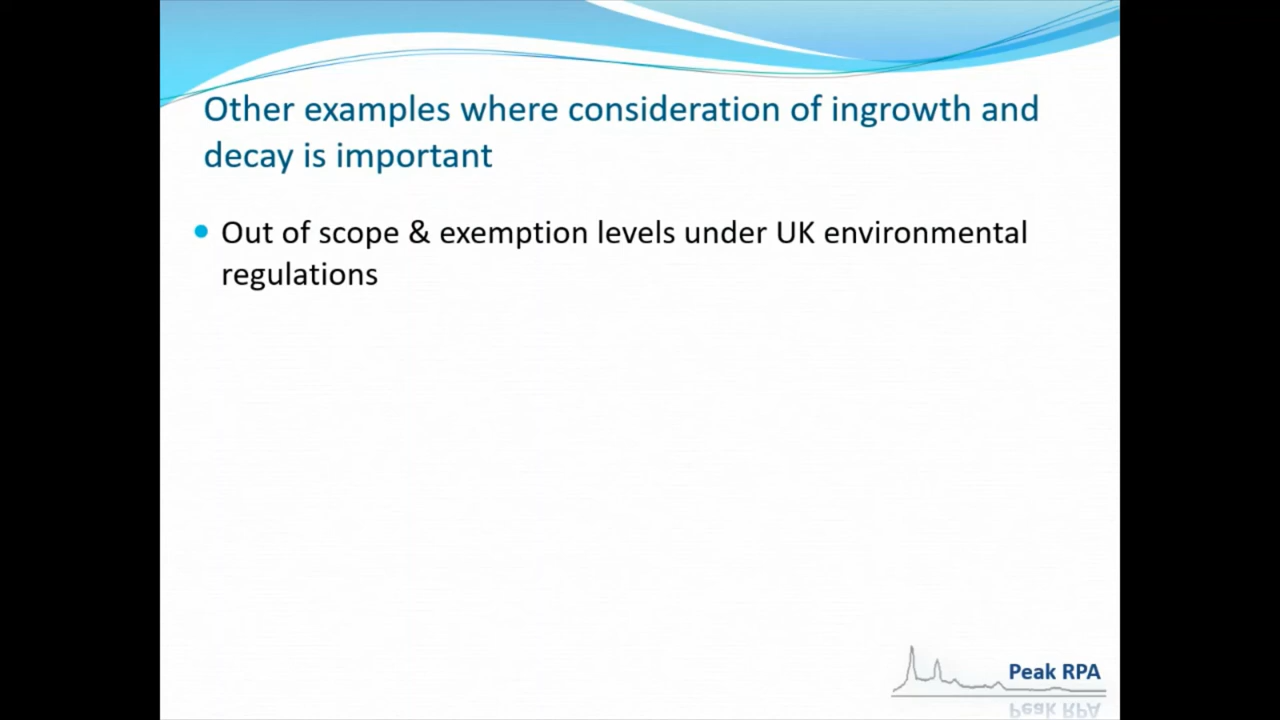 Other examples where consideration of ingrowth and
decay is important
Out of scope & exemption levels under UK environmental
regulations
Peak RPA